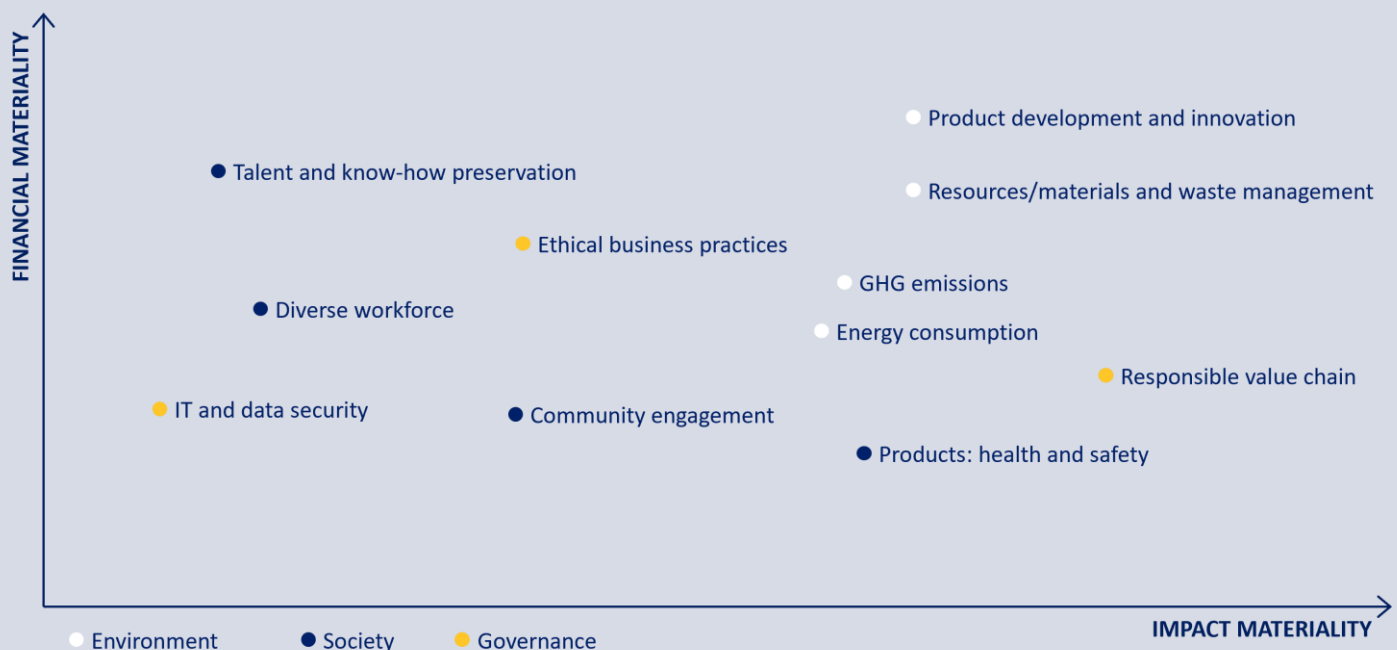 FINANCIAL MATERIALITY
Product development and innovation
Talent and know-how preservation
Resources/materials and waste management
Ethical business practices
GHG emissions
Diverse workforce
Energy consumption
Responsible value chain
IT and data security
Community engagement
Products: health and safety
IMPACT MATERIALITY
Environment
Society
Governance